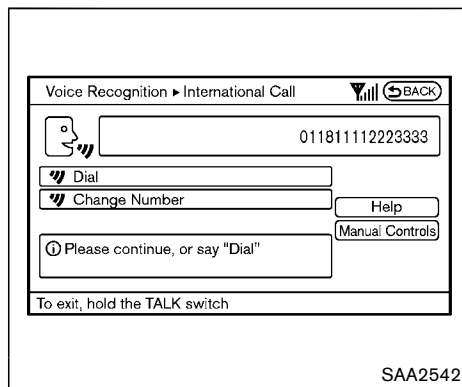 Voice Recognition ▸ International Call BACK
011811112223333
Dial
Change Number
Help
Manual Controls
Please continue, or say "Dial"
To exit, hold the TALK switch
SAA2542